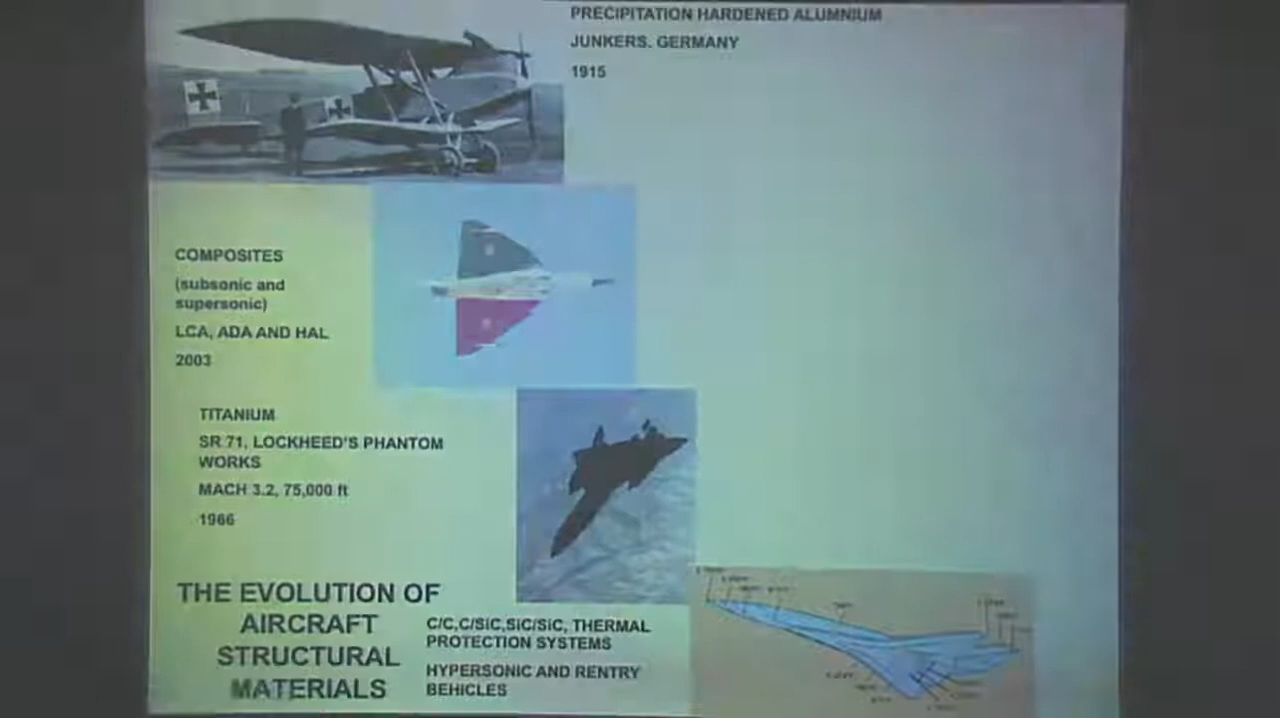 PRECIPITATION HARDENED ALUMNIUM
JUNKERS. GERMANY
1915
COMPOSITES
(subsonic and
supersonic)
LCA, ADA AND HAL
2003
TITANIUM
SR 71, LOCKHEED'S PHANTOM
WORKS
MACH 3.2, 75,000 ft
1966
THE EVOLUTION OF
AIRCRAFT
STRUCTURAL
MATERIALS
C/C,C/SiC,SiC/SiC, THERMAL
PROTECTION SYSTEMS
HYPERSONIC AND RENTRY
BEHICLES